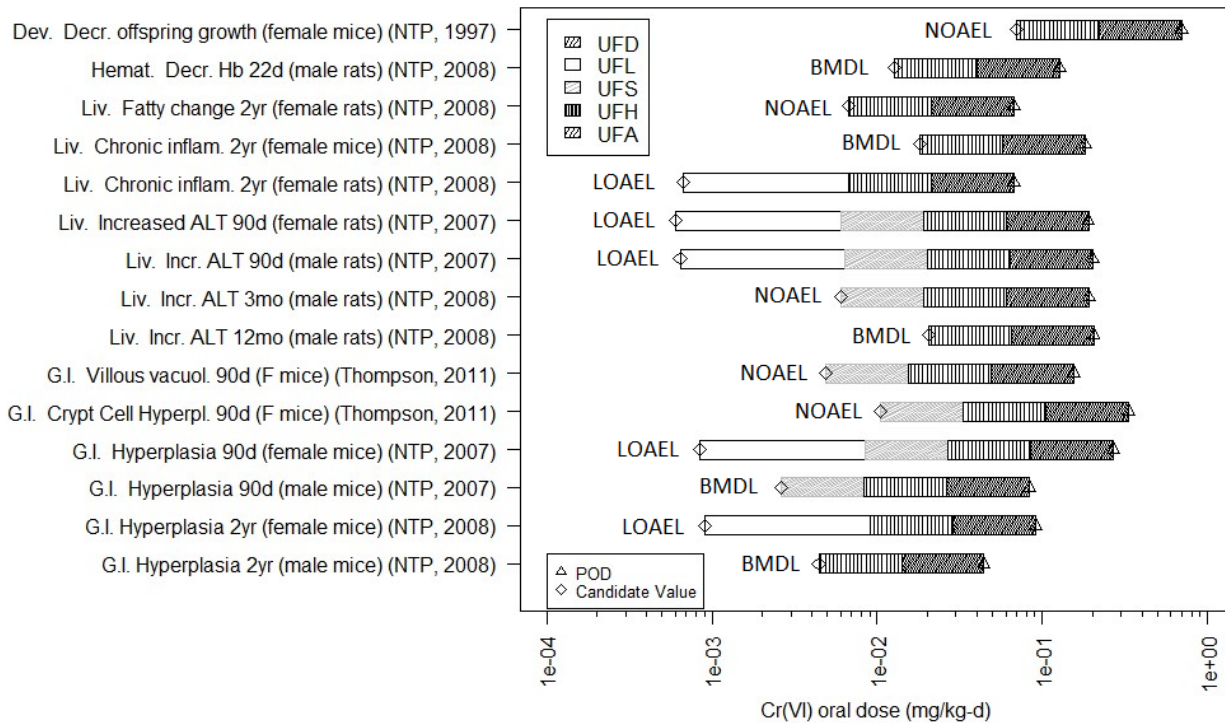 Dev. Decr. offspring growth (female mice) (NTP, 1997) NOAEL
Hemat. Decr. Hb 22d (male rats) (NTP, 2008) BMDL
Liv. Fatty change 2yr (female rats) (NTP, 2008) NOAEL
Liv. Chronic inflam. 2yr (female mice) (NTP, 2008) BMDL
Liv. Chronic inflam. 2yr (female rats) (NTP, 2008) LOAEL
Liv. Increased ALT 90d (female rats) (NTP, 2007) LOAEL
Liv. Incr. ALT 90d (male rats) (NTP, 2007) LOAEL
Liv. Incr. ALT 3mo (male rats) (NTP, 2008) NOAEL
Liv. Incr. ALT 12mo (male rats) (NTP, 2008) BMDL
G.I. Villous vacuol. 90d (F mice) (Thompson, 2011) NOAEL
G.I. Crypt Cell Hyperpl. 90d (F mice) (Thompson, 2011) NOAEL
G.I. Hyperplasia 90d (female mice) (NTP, 2007) LOAEL
G.I. Hyperplasia 90d (male mice) (NTP, 2007) BMDL
G.I. Hyperplasia 2yr (female mice) (NTP, 2008) LOAEL
G.I. Hyperplasia 2yr (male mice) (NTP, 2008) BMDL
UFD
UFL
UFS
UFH
UFA
POD
Candidate Value
1e-04 1e-03 1e-02 1e-01 1e+00
Cr(VI) oral dose (mg/kg-d)